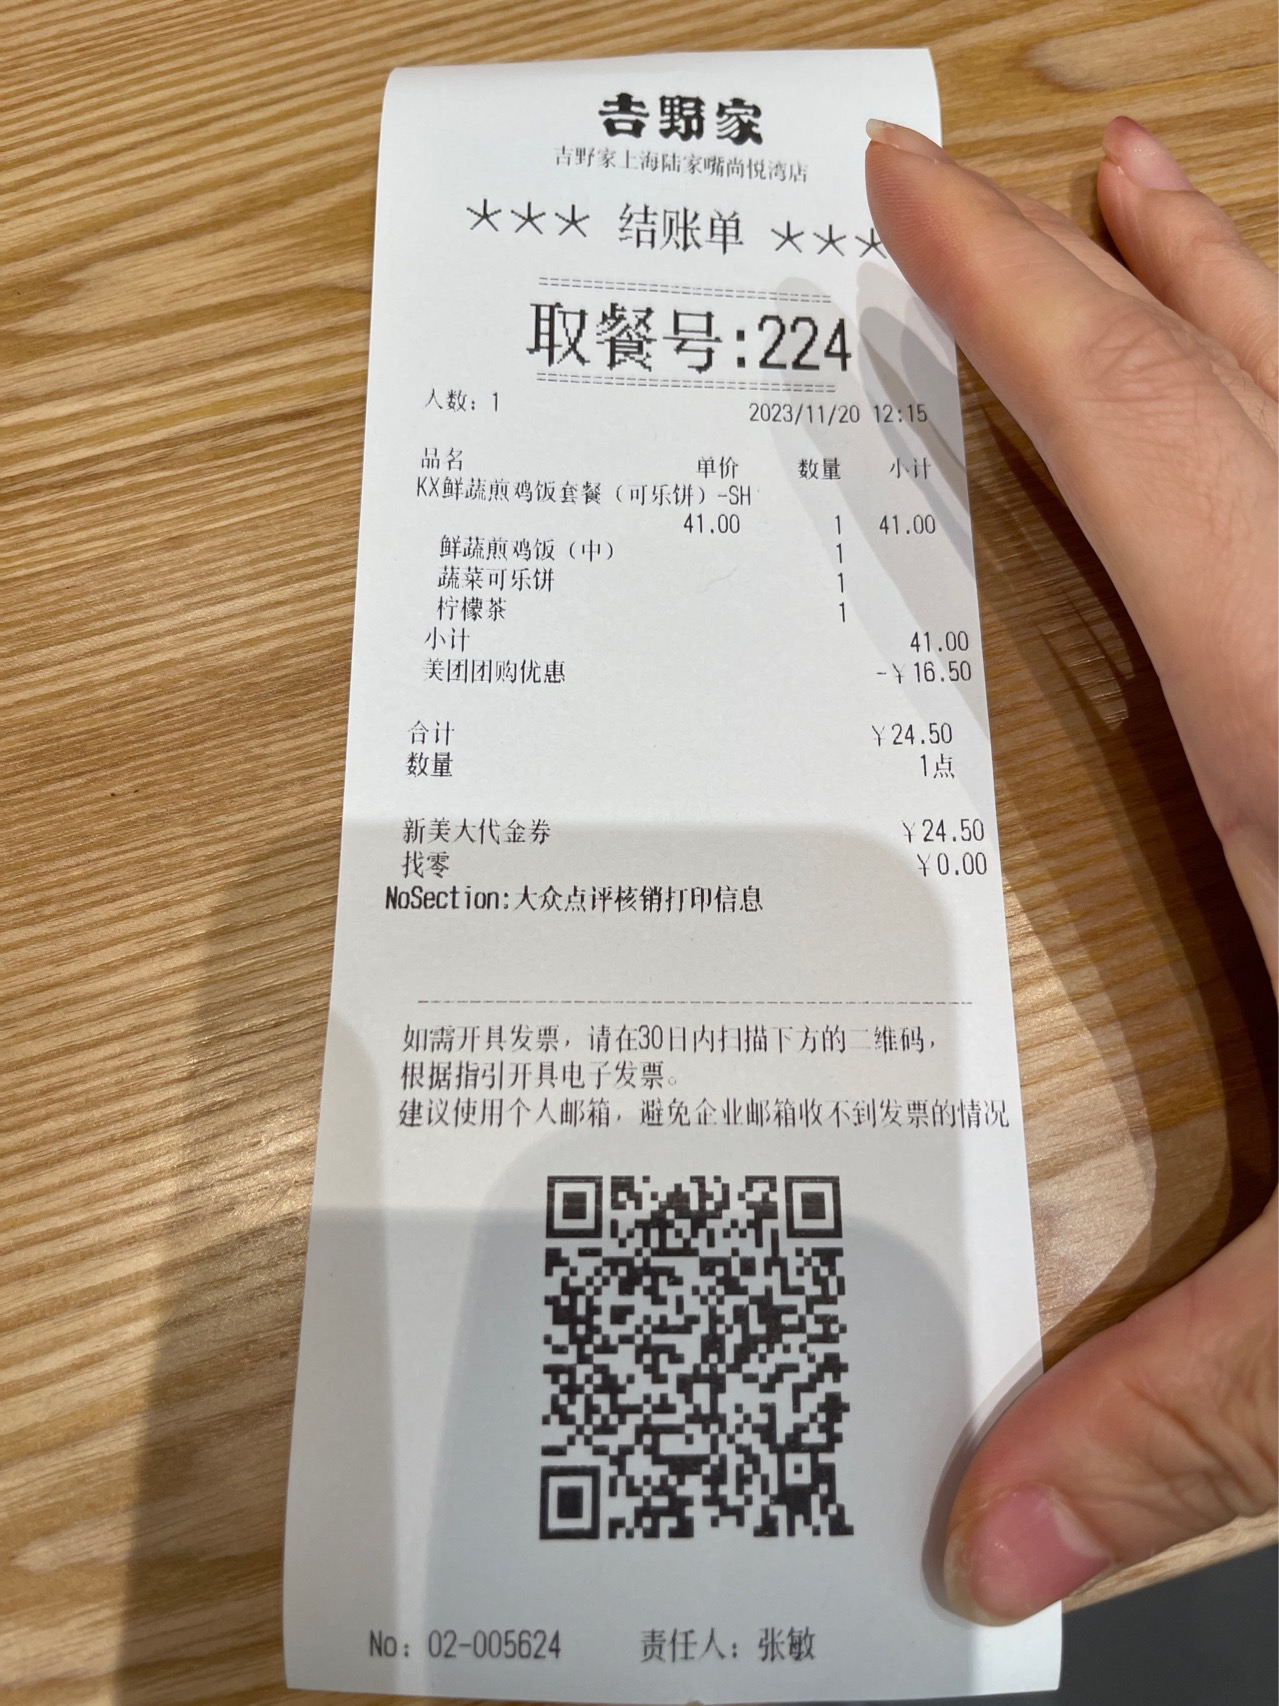 吉野家
吉野家上海陆家嘴尚悦湾店
*** 结账单 ***
取餐号:224
人数: 1 2023/11/20 12:15
品名 单价 数量 小计
KX鲜蔬煎鸡饭套餐（可乐饼）-SH
41.00 1 41.00
鲜蔬煎鸡饭（中） 1
蔬菜可乐饼 1
柠檬茶 1
小计 41.00
美团团购优惠 -¥16.50
合计 ¥24.50
数量 1点
新美大代金券 ¥24.50
找零 ¥0.00
NoSection:大众点评核销打印信息
如需开具发票，请在30日内扫描下方的二维码，
根据指引开具电子发票。
建议使用个人邮箱，避免企业邮箱收不到发票的情况
No: 02-005624 责任人: 张敏